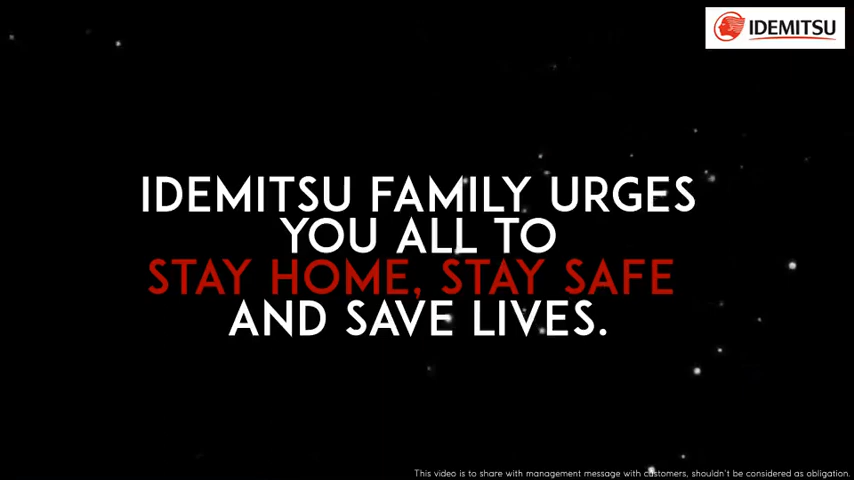 IDEMITSU
IDEMITSU FAMILY URGES
YOU ALL TO
STAY HOME, STAY SAFE
AND SAVE LIVES.
This video is to share with management message with customers, shouldn't be considered as obligation.